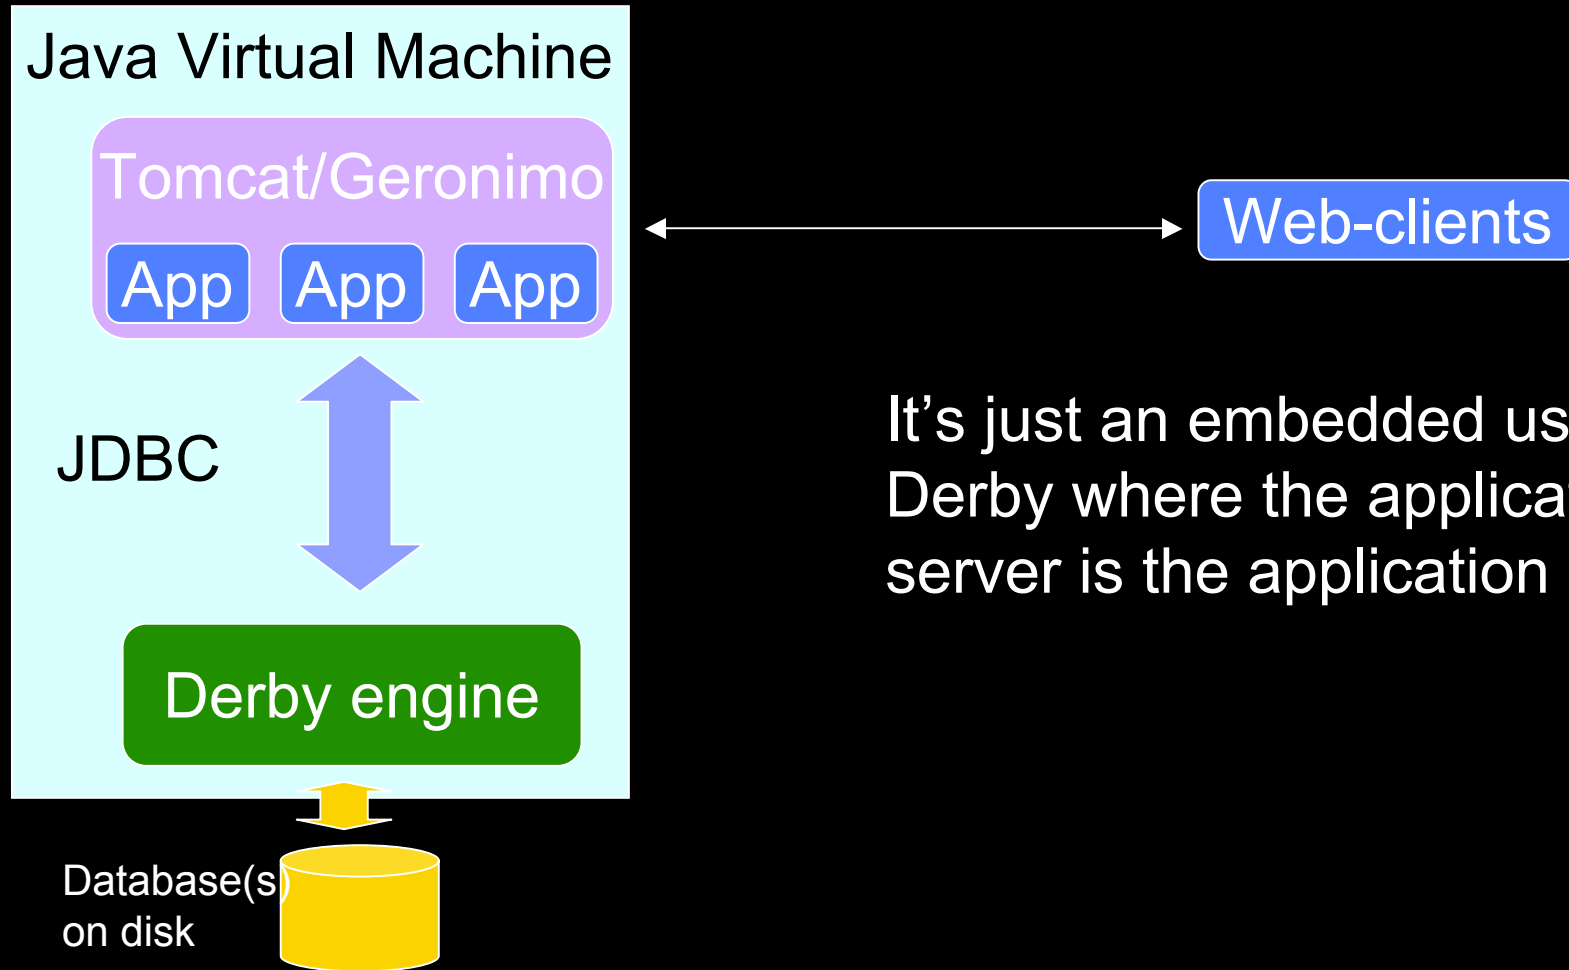 Java Virtual Machine
Tomcat/Geronimo
App App App
Web-clients
JDBC
It’s just an embedded us
Derby where the applicat
server is the application
Derby engine
Database(s)
on disk